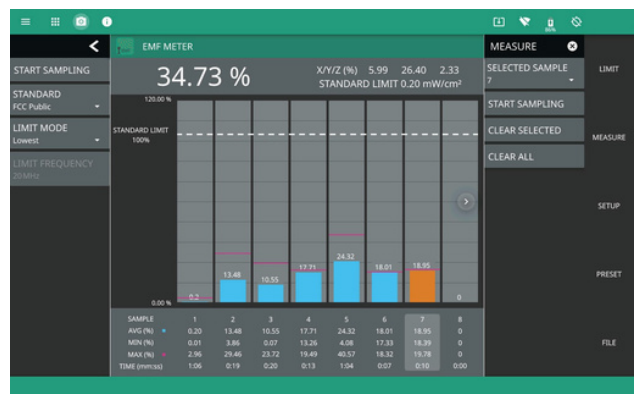 86%
EMF METER
MEASURE
START SAMPLING
STANDARD
FCC Public
LIMIT MODE
Lowest
LIMIT FREQUENCY
20 MHz
34.73 %
X/Y/Z (%) 5.99 26.40 2.33
STANDARD LIMIT 0.20 mW/cm²
120.00 %
STANDARD LIMIT
100%
0.00 %
0.2
13.48
10.55
17.71
24.32
18.01
18.95
0
SAMPLE 1 2 3 4 5 6 7 8
AVG (%) 0.20 13.48 10.55 17.71 24.32 18.01 18.95 0
MIN (%) 0.01 3.86 0.07 13.26 4.08 17.33 18.39 0
MAX (%) 2.96 29.46 23.72 19.49 40.57 18.32 19.78 0
TIME (mm:ss) 1:06 0:19 0:20 0:13 1:04 0:07 0:10 0:00
SELECTED SAMPLE
7
START SAMPLING
CLEAR SELECTED
CLEAR ALL
LIMIT
MEASURE
SETUP
PRESET
FILE